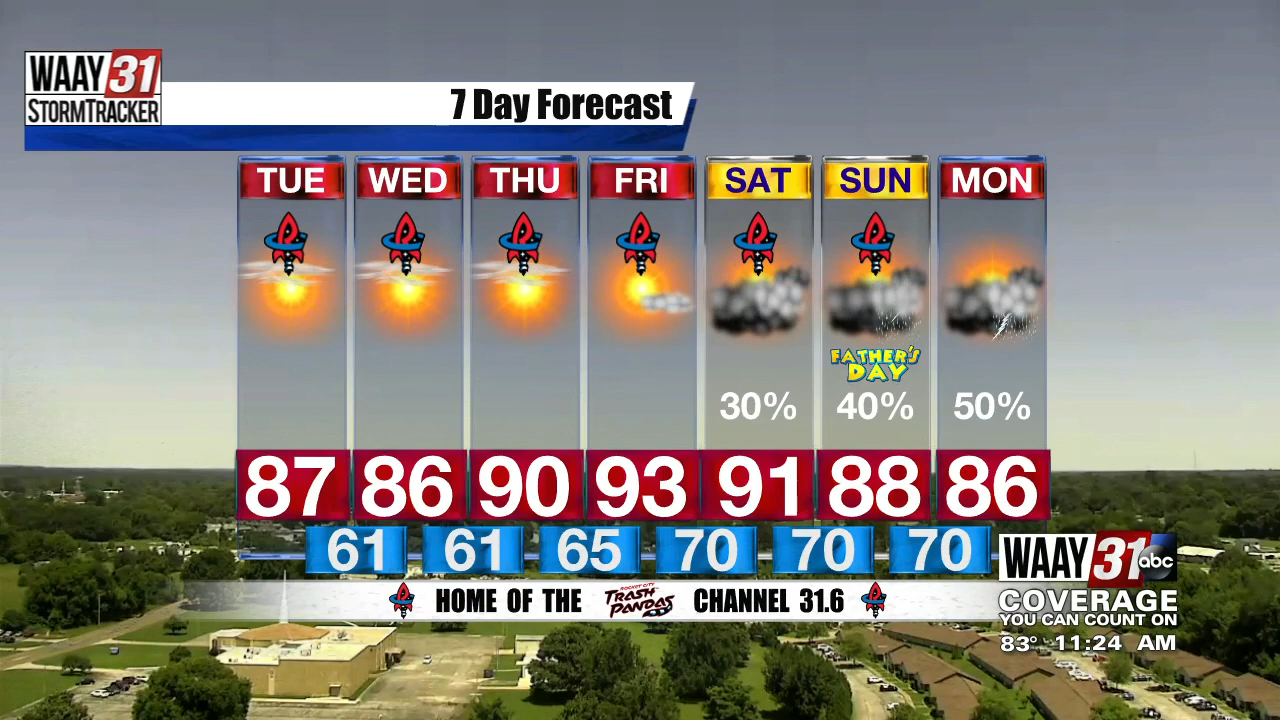 WAAY 31
STORMTRACKER
7 Day Forecast
TUE WED THU FRI SAT SUN MON
FATHER'S
DAY
30% 40% 50%
87 86 90 93 91 88 86
61 61 65 70 70 70
HOME OF THE ROCKET CITY TRASH PANDAS CHANNEL 31.6
WAAY 31 abc
COVERAGE
YOU CAN COUNT ON
83° 11:24 AM